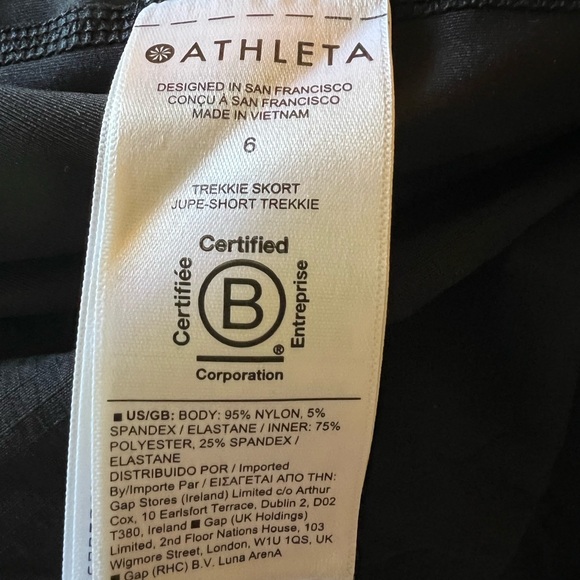 ATHLETA
DESIGNED IN SAN FRANCISCO
CONÇU À SAN FRANCISCO
MADE IN VIETNAM
6
TREKKIE SKORT
JUPE-SHORT TREKKIE
Certified
Certifiée
B
Entreprise
®
Corporation
■ US/GB: BODY: 95% NYLON, 5%
SPANDEX / ELASTANE / INNER: 75%
POLYESTER, 25% SPANDEX /
ELASTANE
DISTRIBUIDO POR / Imported
By/Importe Par / ΕΙΣΑΓΕΤΑΙ ΑΠΟ ΤΗΝ:
Gap Stores (Ireland) Limited c/o Arthur
Cox, 10 Earlsfort Terrace, Dublin 2, D02
T380, Ireland ■ Gap (UK Holdings)
Limited, 2nd Floor Nations House, 103
Wigmore Street, London, W1U 1QS, UK
■ Gap (RHC) B.V. Luna ArenA